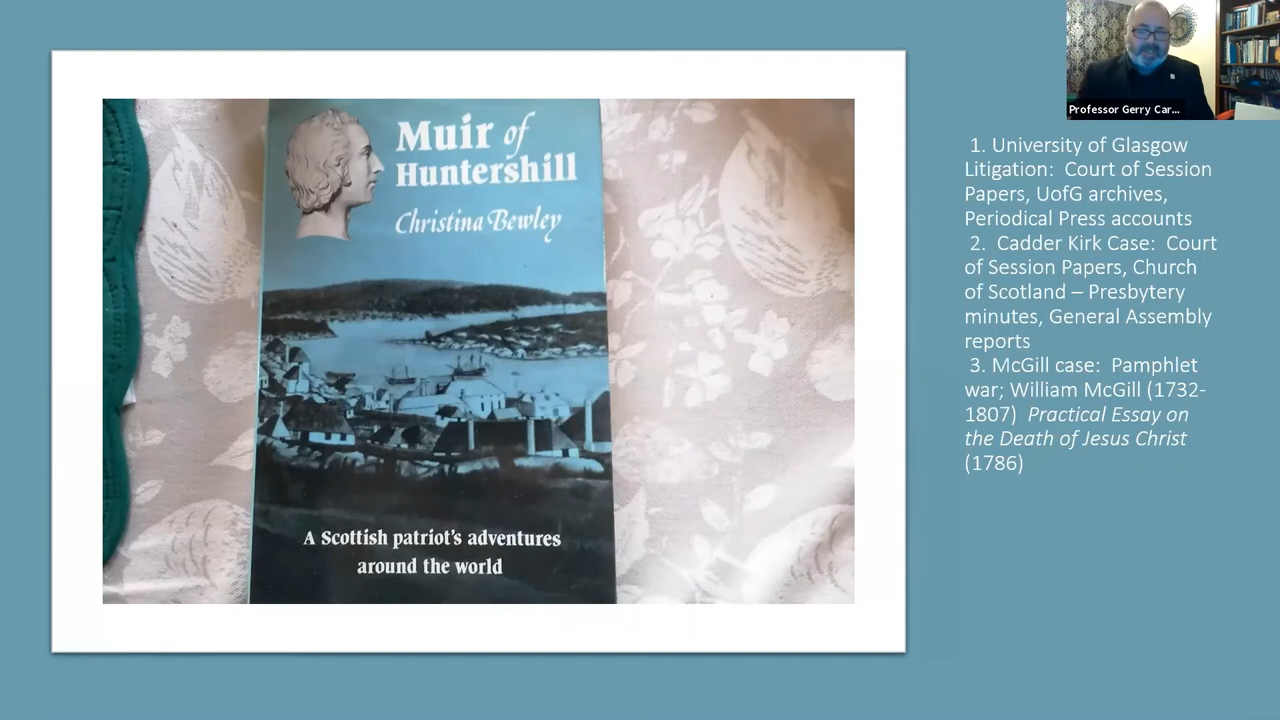 Muir of
Huntershill
Christina Bewley
A Scottish patriot's adventures
around the world
Professor Gerry Car...
1. University of Glasgow
Litigation: Court of Session
Papers, UofG archives,
Periodical Press accounts
2. Cadder Kirk Case: Court
of Session Papers, Church
of Scotland – Presbytery
minutes, General Assembly
reports
3. McGill case: Pamphlet
war; William McGill (1732-
1807) Practical Essay on
the Death of Jesus Christ
(1786)